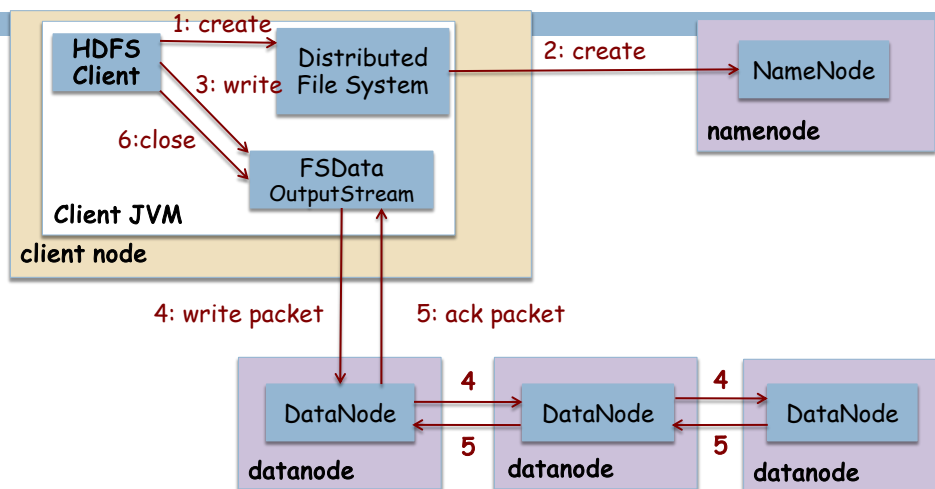 1: create
HDFS
Client
Distributed
File System
2: create
NameNode
3: write
namenode
6:close
FSData
OutputStream
Client JVM
client node
4: write packet
5: ack packet
4
4
DataNode
DataNode
DataNode
5
5
datanode
datanode
datanode